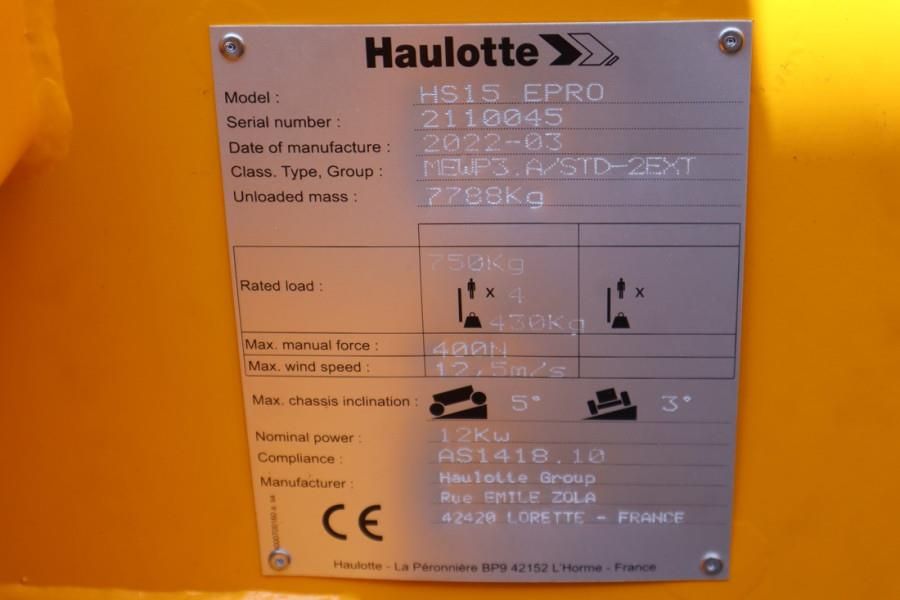 Haulotte
Model : HS15 EPRO
Serial number : 2110045
Date of manufacture : 2022-03
Class. Type, Group : MEWP3.A/STD-2EXT
Unloaded mass : 7788Kg
750Kg
Rated load : x 4 x
430Kg
Max. manual force : 400N
Max. wind speed : 12,5m/s
Max. chassis inclination : 5° 3°
Nominal power : 12Kw
Compliance : AS1418.10
Manufacturer : Haulotte Group
Rue EMILE ZOLA
42420 LORETTE - FRANCE
CE
Haulotte - La Péronnière BP9 42152 L'Horme - France